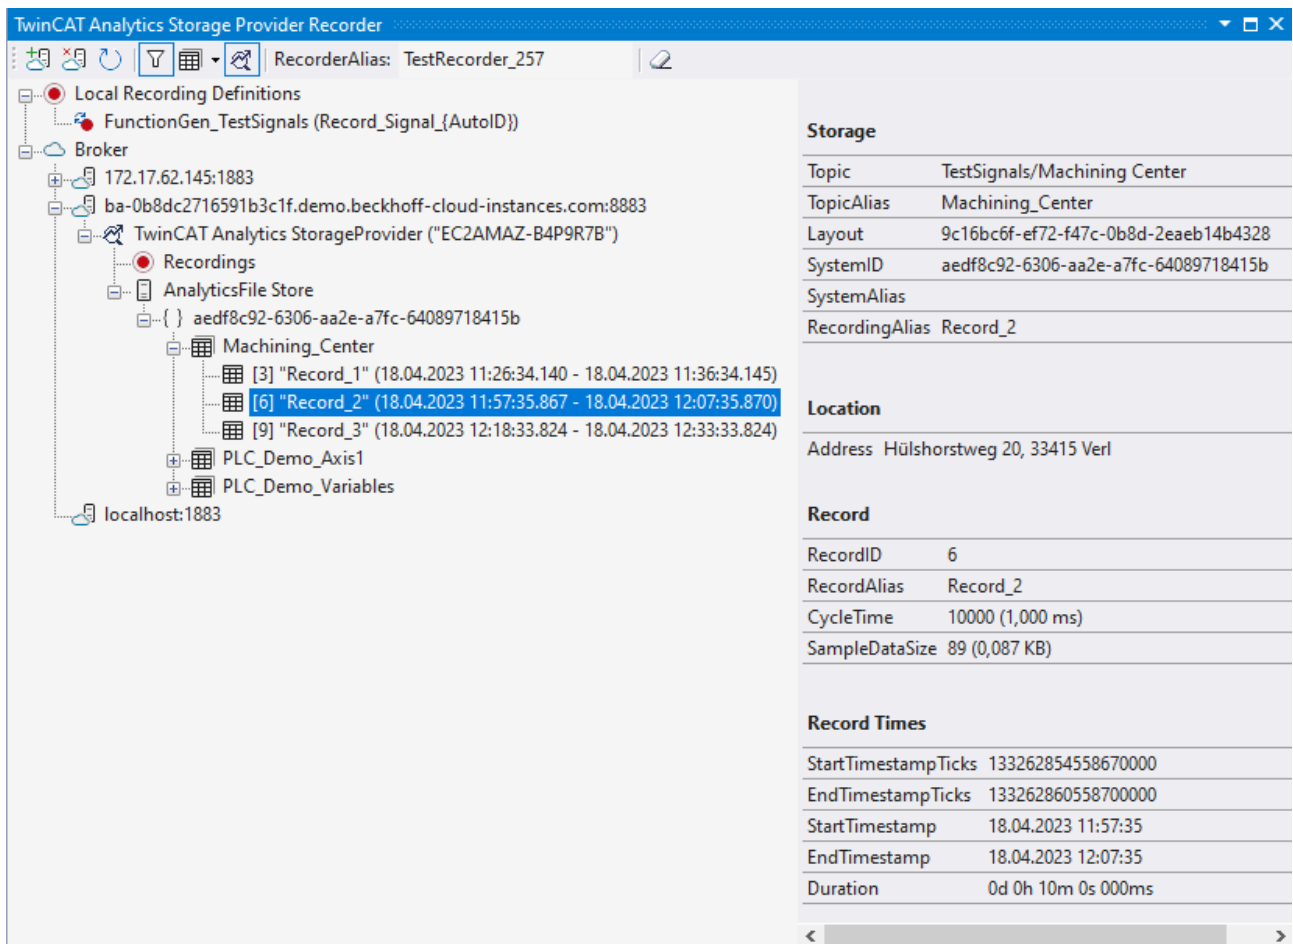 TwinCAT Analytics Storage Provider Recorder
RecorderAlias: TestRecorder_257
Local Recording Definitions
FunctionGen_TestSignals (Record_Signal_{AutoID})
Broker
172.17.62.145:1883
ba-0b8dc2716591b3c1f.demo.beckhoff-cloud-instances.com:8883
TwinCAT Analytics StorageProvider ("EC2AMAZ-B4P9R7B")
Recordings
AnalyticsFile Store
{ } aedf8c92-6306-aa2e-a7fc-64089718415b
Machining_Center
[3] "Record_1" (18.04.2023 11:26:34.140 - 18.04.2023 11:36:34.145)
[6] "Record_2" (18.04.2023 11:57:35.867 - 18.04.2023 12:07:35.870)
[9] "Record_3" (18.04.2023 12:18:33.824 - 18.04.2023 12:33:33.824)
PLC_Demo_Axis1
PLC_Demo_Variables
localhost:1883
Storage
Topic TestSignals/Machining Center
TopicAlias Machining_Center
Layout 9c16bc6f-ef72-f47c-0b8d-2eaeb14b4328
SystemID aedf8c92-6306-aa2e-a7fc-64089718415b
SystemAlias
RecordingAlias Record_2
Location
Address Hülshorstweg 20, 33415 Verl
Record
RecordID 6
RecordAlias Record_2
CycleTime 10000 (1,000 ms)
SampleDataSize 89 (0,087 KB)
Record Times
StartTimestampTicks 133262854558670000
EndTimestampTicks 133262860558700000
StartTimestamp 18.04.2023 11:57:35
EndTimestamp 18.04.2023 12:07:35
Duration 0d 0h 10m 0s 000ms